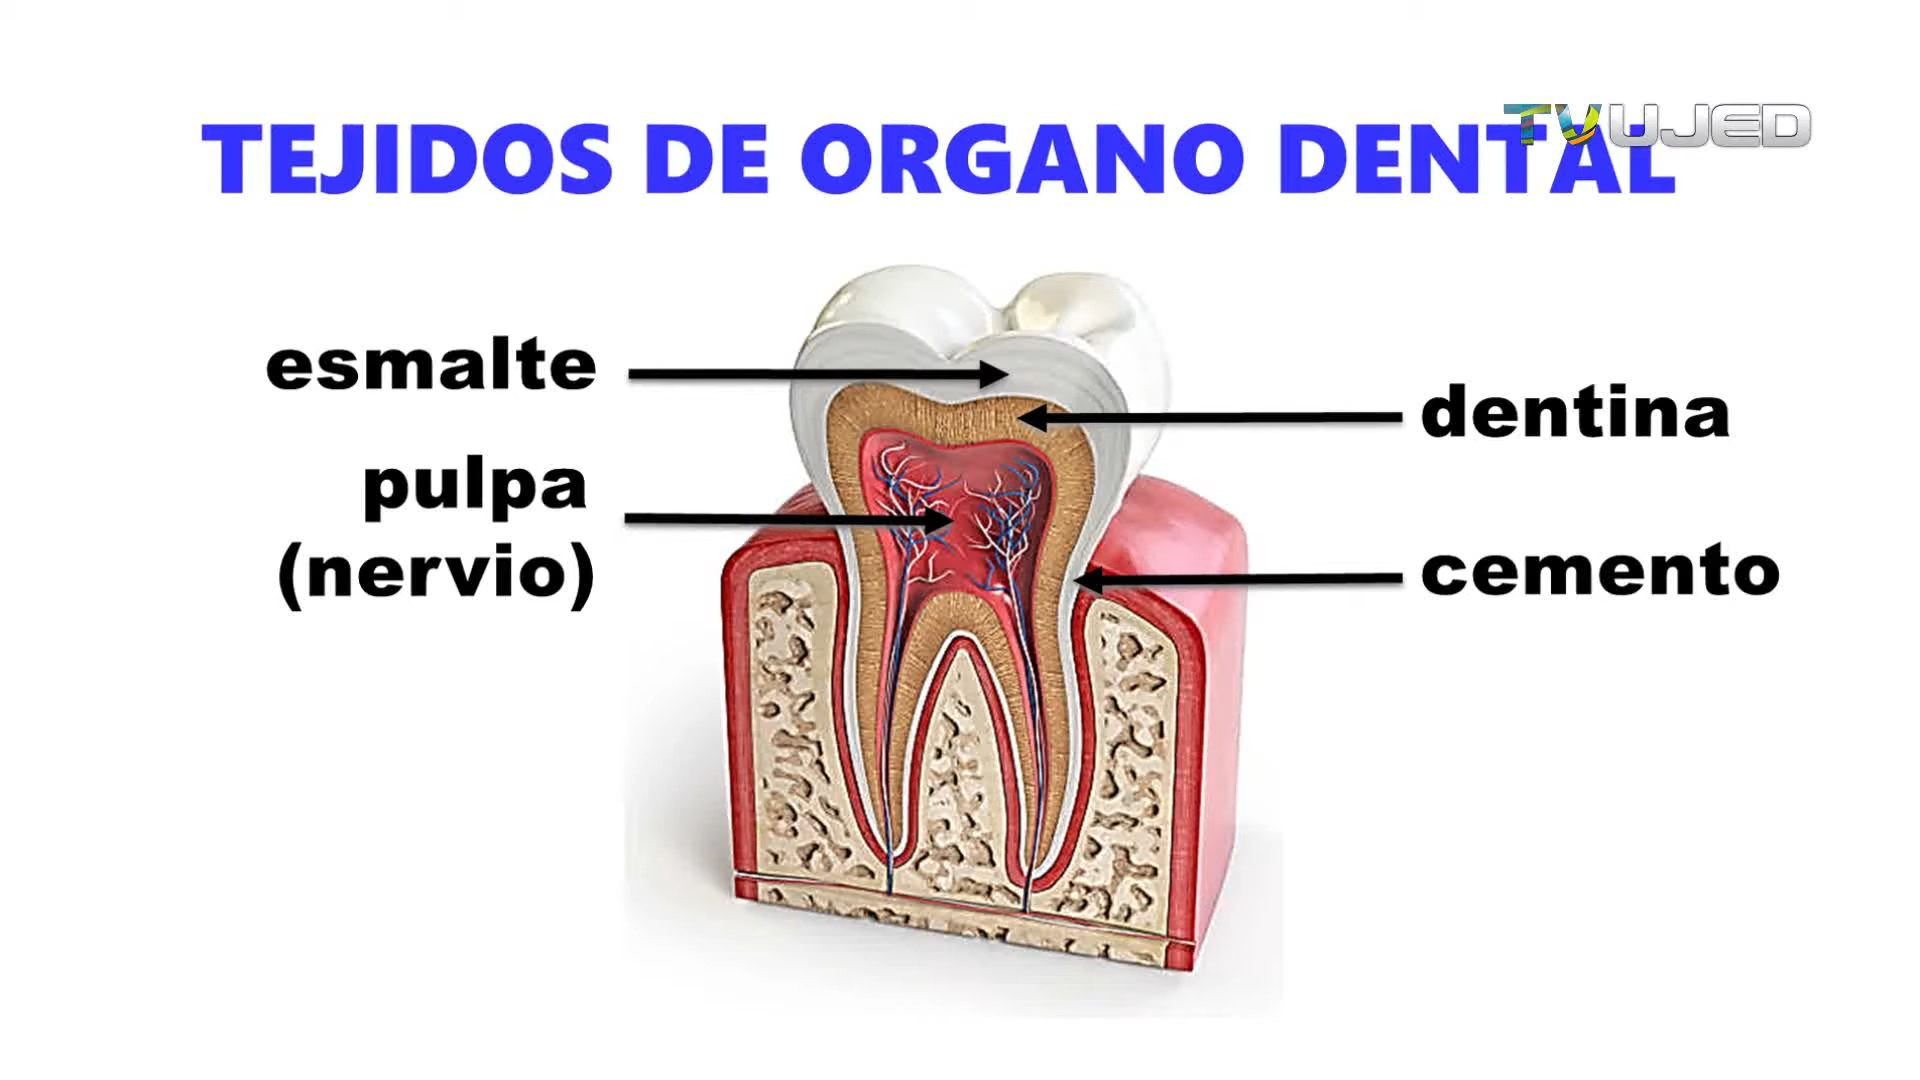 TVUJED
TEJIDOS DE ORGANO DENTAL
esmalte
dentina
pulpa
(nervio)
cemento